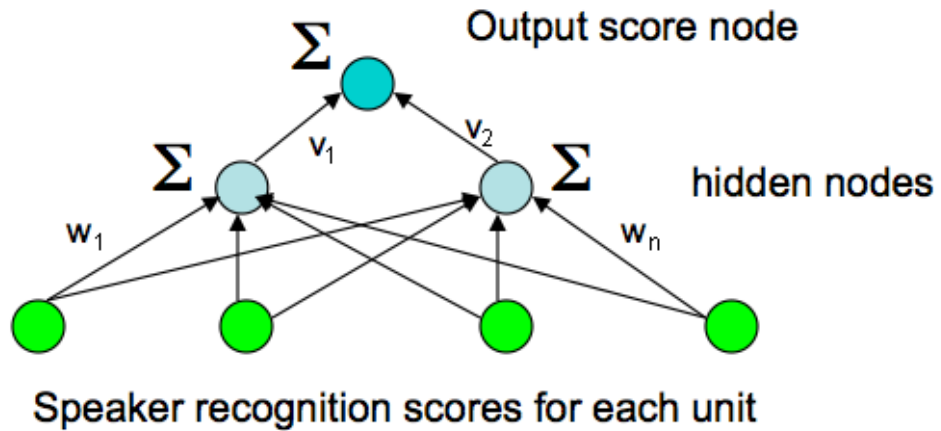 Output score node
Σ
v₁
v₂
Σ
Σ
hidden nodes
w₁
wₙ
Speaker recognition scores for each unit